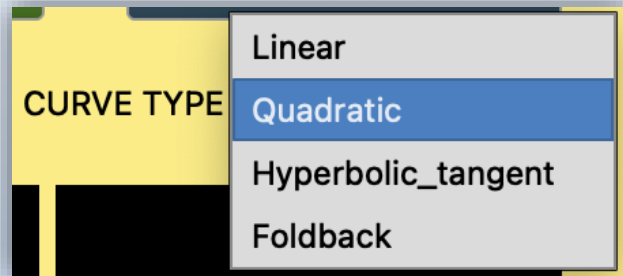 Linear
CURVE TYPE Quadratic
Hyperbolic_tangent
Foldback